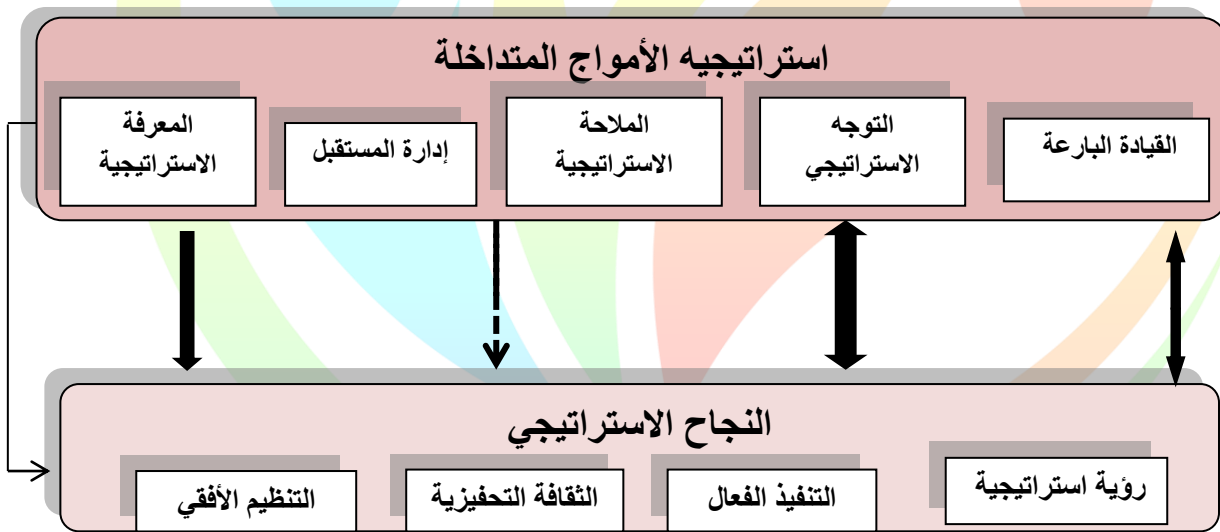 استراتيجيه الأمواج المتداخلة
القيادة البارعة
التوجه
الاستراتيجي
الملاحة
الاستراتيجية
إدارة المستقبل
المعرفة
الاستراتيجية
النجاح الاستراتيجي
رؤية استراتيجية
التنفيذ الفعال
الثقافة التحفيزية
التنظيم الأفقي